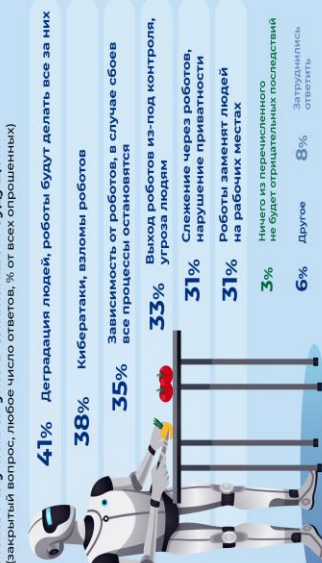 (закрытый вопрос, любое число ответов, % от всех опрошенных)
41% Деградация людей, роботы будут делать все за них
38% Кибератаки, взломы роботов
35% Зависимость от роботов, в случае сбоев
все процессы остановятся
33% Выход роботов из-под контроля,
угроза людям
31% Слежение через роботов,
нарушение приватности
31% Роботы заменят людей
на рабочих местах
3% Ничего из перечисленного
не будет отрицательных последствий
6% Другое
8% Затруднились
ответить